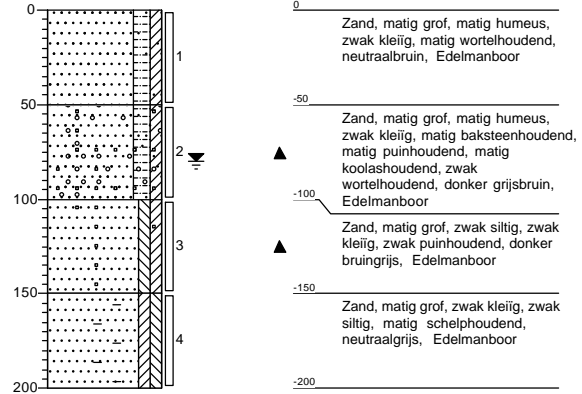 0
50
100
150
200
1
2
3
4
0
Zand, matig grof, matig humeus,
zwak kleiïg, matig wortelhoudend,
neutraalbruin, Edelmanboor
-50
Zand, matig grof, matig humeus,
zwak kleiïg, matig baksteenhoudend,
matig puinhoudend, matig
koolashoudend, zwak
wortelhoudend, donker grijsbruin,
Edelmanboor
-100
Zand, matig grof, zwak siltig, zwak
kleiïg, zwak puinhoudend, donker
bruingrijs, Edelmanboor
-150
Zand, matig grof, zwak kleiïg, zwak
siltig, matig schelphoudend,
neutraalgrijs, Edelmanboor
-200